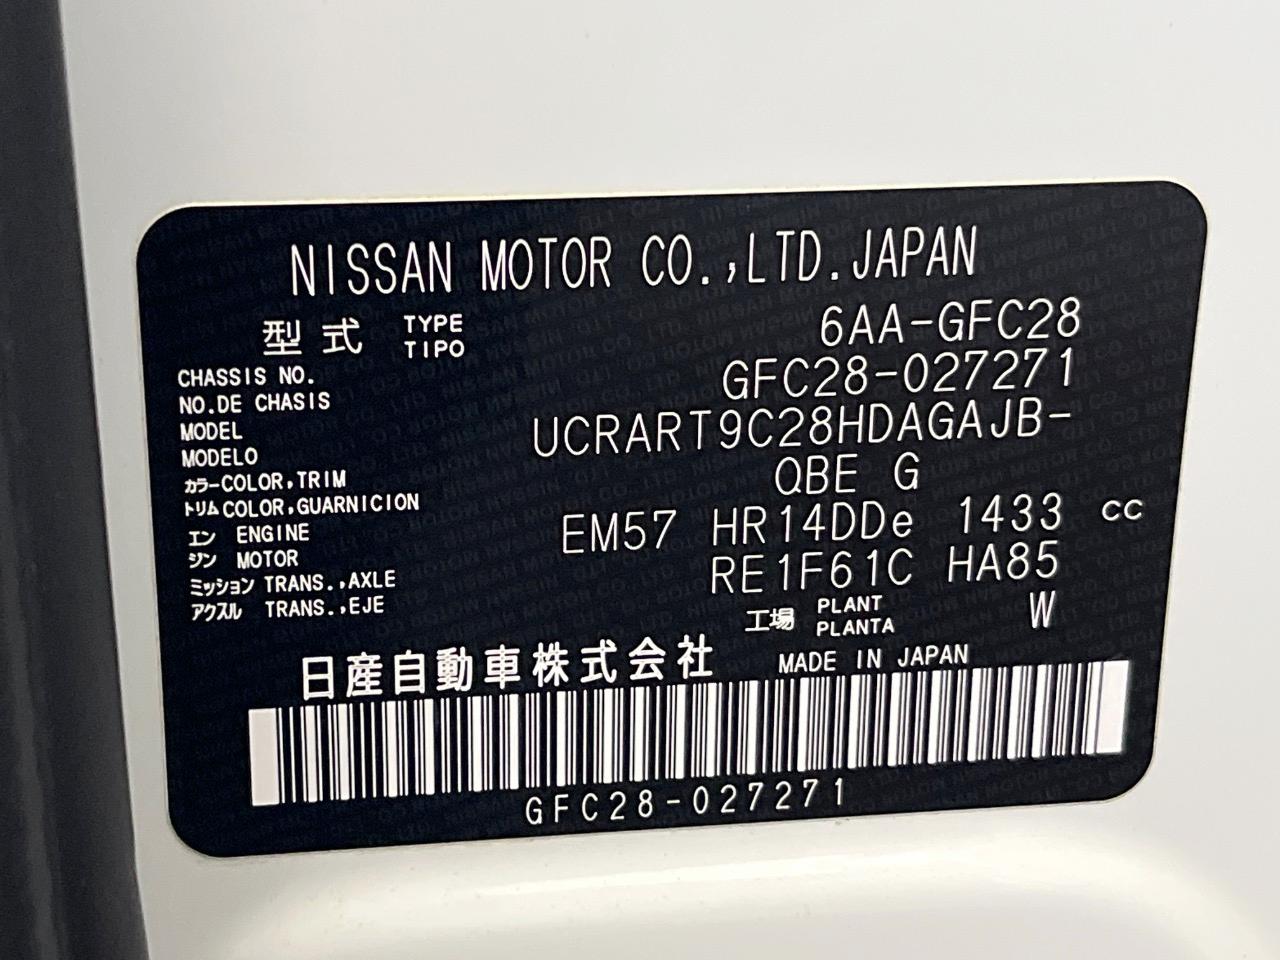 NISSAN MOTOR CO.,LTD.JAPAN
型式 TYPE TIPO 6AA-GFC28
CHASSIS NO. GFC28-027271
NO.DE CHASIS
MODEL UCRART9C28HDAGAJB-
MODELO
カラーCOLOR,TRIM QBE G
トリムCOLOR,GUARNICION
エン ENGINE EM57 HR14DDe 1433 cc
ジン MOTOR
ミッション TRANS.,AXLE RE1F61C HA85
アクスル TRANS.,EJE
工場 PLANT PLANTA W
日産自動車株式会社 MADE IN JAPAN
GFC28-027271